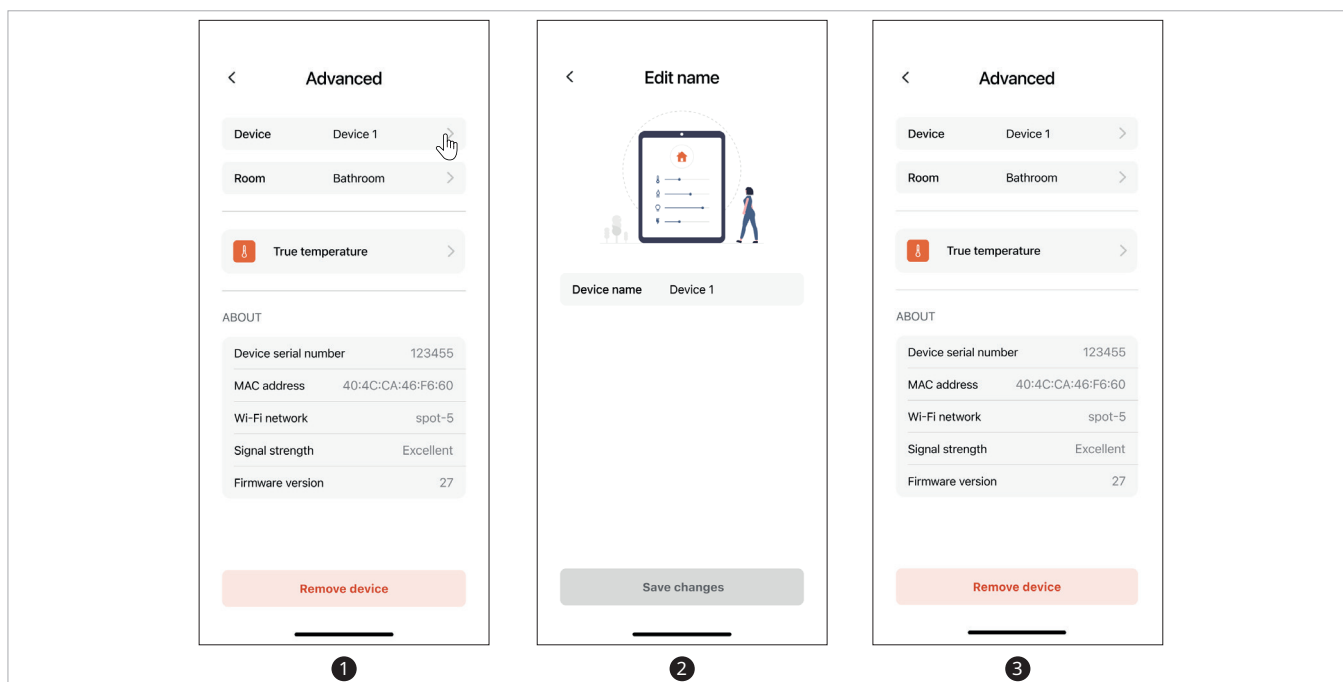 Advanced
Device Device 1
Room Bathroom
True temperature
ABOUT
Device serial number 123455
MAC address 40:4C:CA:46:F6:60
Wi-Fi network spot-5
Signal strength Excellent
Firmware version 27
Remove device
1
Edit name
Device name Device 1
Save changes
2
Advanced
Device Device 1
Room Bathroom
True temperature
ABOUT
Device serial number 123455
MAC address 40:4C:CA:46:F6:60
Wi-Fi network spot-5
Signal strength Excellent
Firmware version 27
Remove device
3